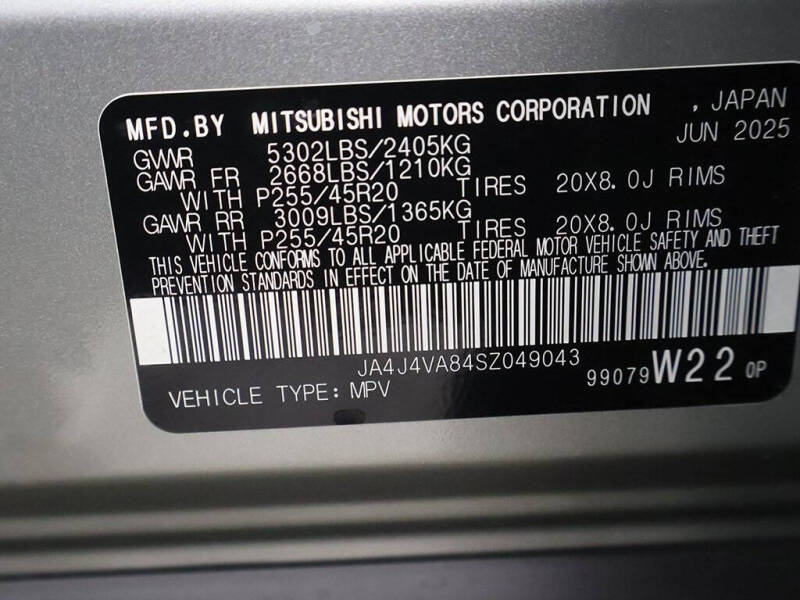 MFD.BY MITSUBISHI MOTORS CORPORATION , JAPAN
JUN 2025
GVWR 5302LBS/2405KG
GAWR FR 2668LBS/1210KG
WITH P255/45R20 TIRES 20X8.0J RIMS
GAWR RR 3009LBS/1365KG
WITH P255/45R20 TIRES 20X8.0J RIMS
THIS VEHICLE CONFORMS TO ALL APPLICABLE FEDERAL MOTOR VEHICLE SAFETY AND THEFT
PREVENTION STANDARDS IN EFFECT ON THE DATE OF MANUFACTURE SHOWN ABOVE.
JA4J4VA84SZ049043
VEHICLE TYPE: MPV 99079 W22 0P